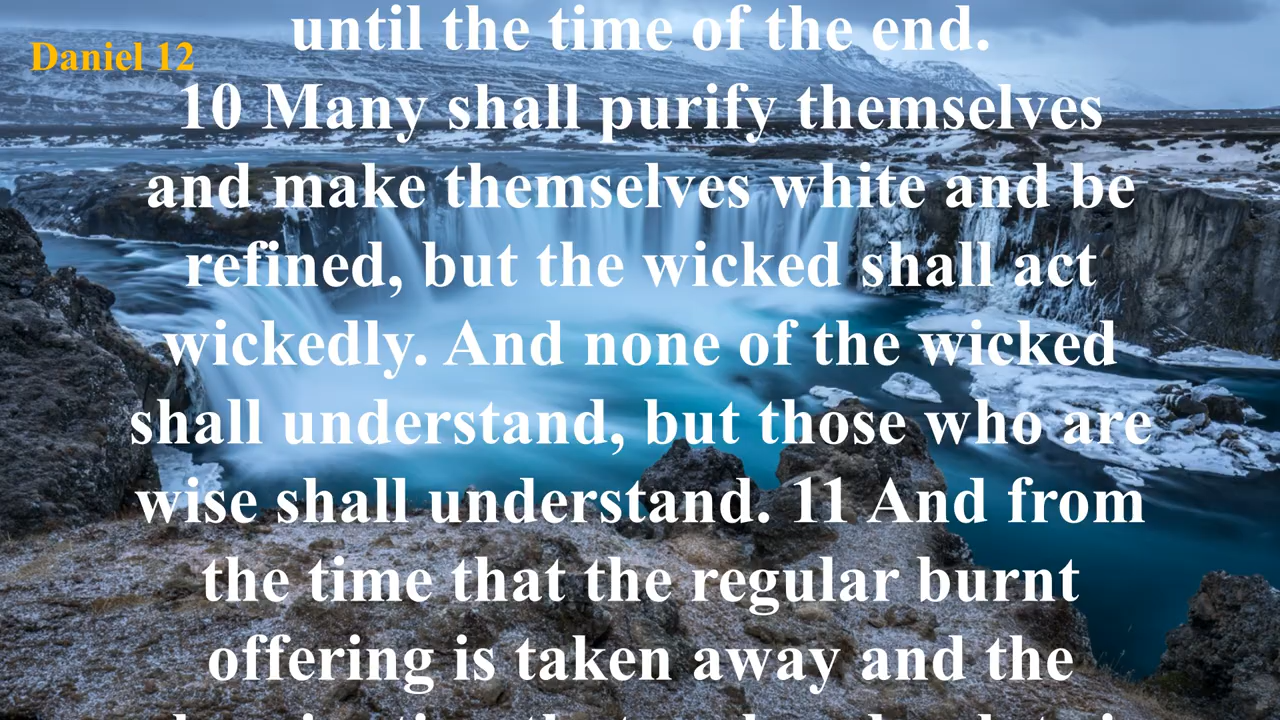 until the time of the end.
Daniel 12
10 Many shall purify themselves
and make themselves white and be
refined, but the wicked shall act
wickedly. And none of the wicked
shall understand, but those who are
wise shall understand. 11 And from
the time that the regular burnt
offering is taken away and the